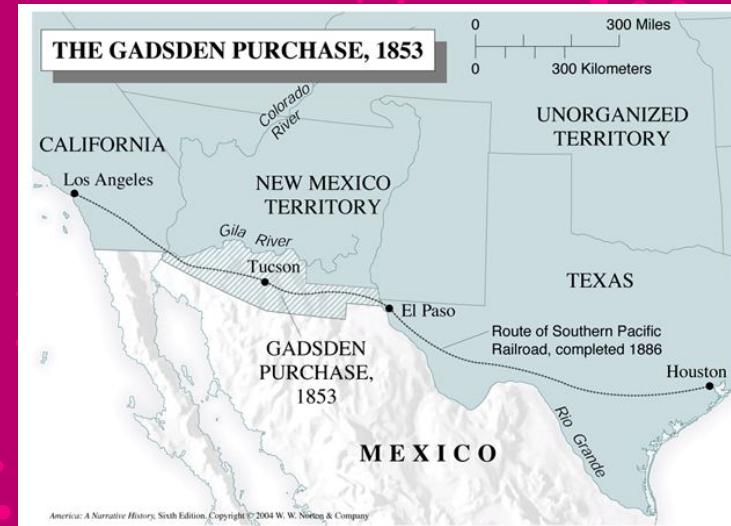 THE GADSDEN PURCHASE, 1853
0 300 Miles
0 300 Kilometers
Colorado
River
UNORGANIZED
TERRITORY
CALIFORNIA
Los Angeles
NEW MEXICO
TERRITORY
Gila River
Tucson
TEXAS
El Paso
Route of Southern Pacific
Railroad, completed 1886
GADSDEN
PURCHASE,
1853
Houston
Rio Grande
MEXICO
America: A Narrative History, Sixth Edition. Copyright © 2004 W. W. Norton & Company